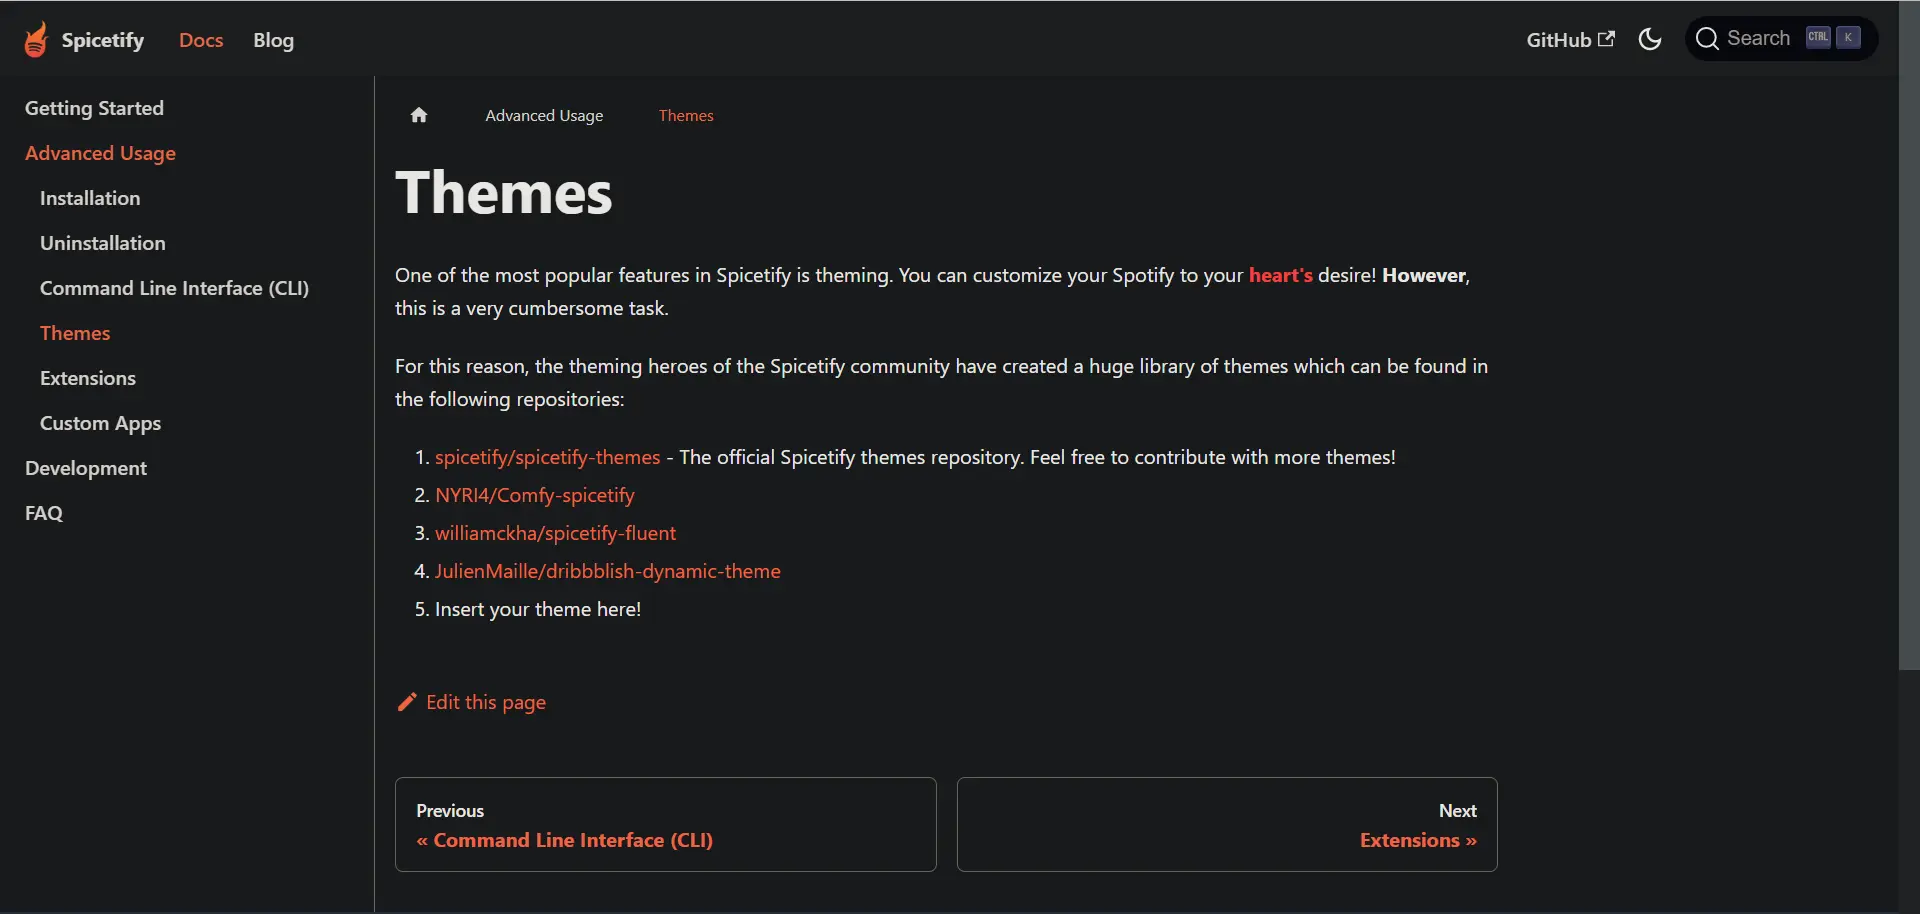 Spicetify
Docs
Blog
GitHub
Search
CTRL
K
Getting Started
Advanced Usage
Installation
Uninstallation
Command Line Interface (CLI)
Themes
Extensions
Custom Apps
Development
FAQ
Advanced Usage
Themes
Themes
One of the most popular features in Spicetify is theming. You can customize your Spotify to your heart's desire! However,
this is a very cumbersome task.
For this reason, the theming heroes of the Spicetify community have created a huge library of themes which can be found in
the following repositories:
1. spicetify/spicetify-themes - The official Spicetify themes repository. Feel free to contribute with more themes!
2. NYRI4/Comfy-spicetify
3. williamckha/spicetify-fluent
4. JulienMaille/dribbblish-dynamic-theme
5. Insert your theme here!
Edit this page
Previous
« Command Line Interface (CLI)
Next
Extensions »